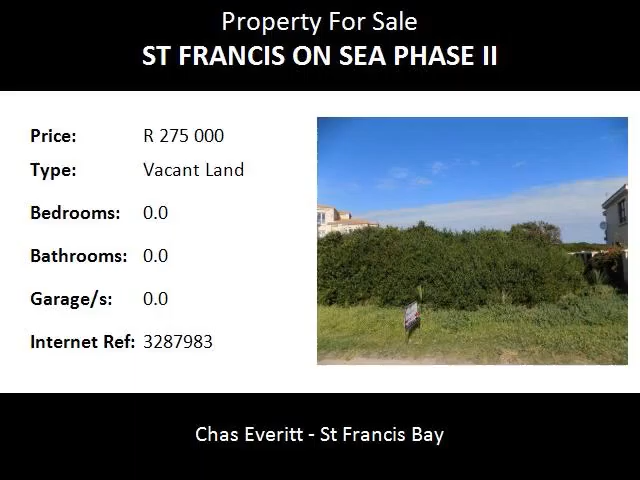 Property For Sale
ST FRANCIS ON SEA PHASE II
Price: R 275 000
Type: Vacant Land
Bedrooms: 0.0
Bathrooms: 0.0
Garage/s: 0.0
Internet Ref: 3287983
Chas Everitt - St Francis Bay